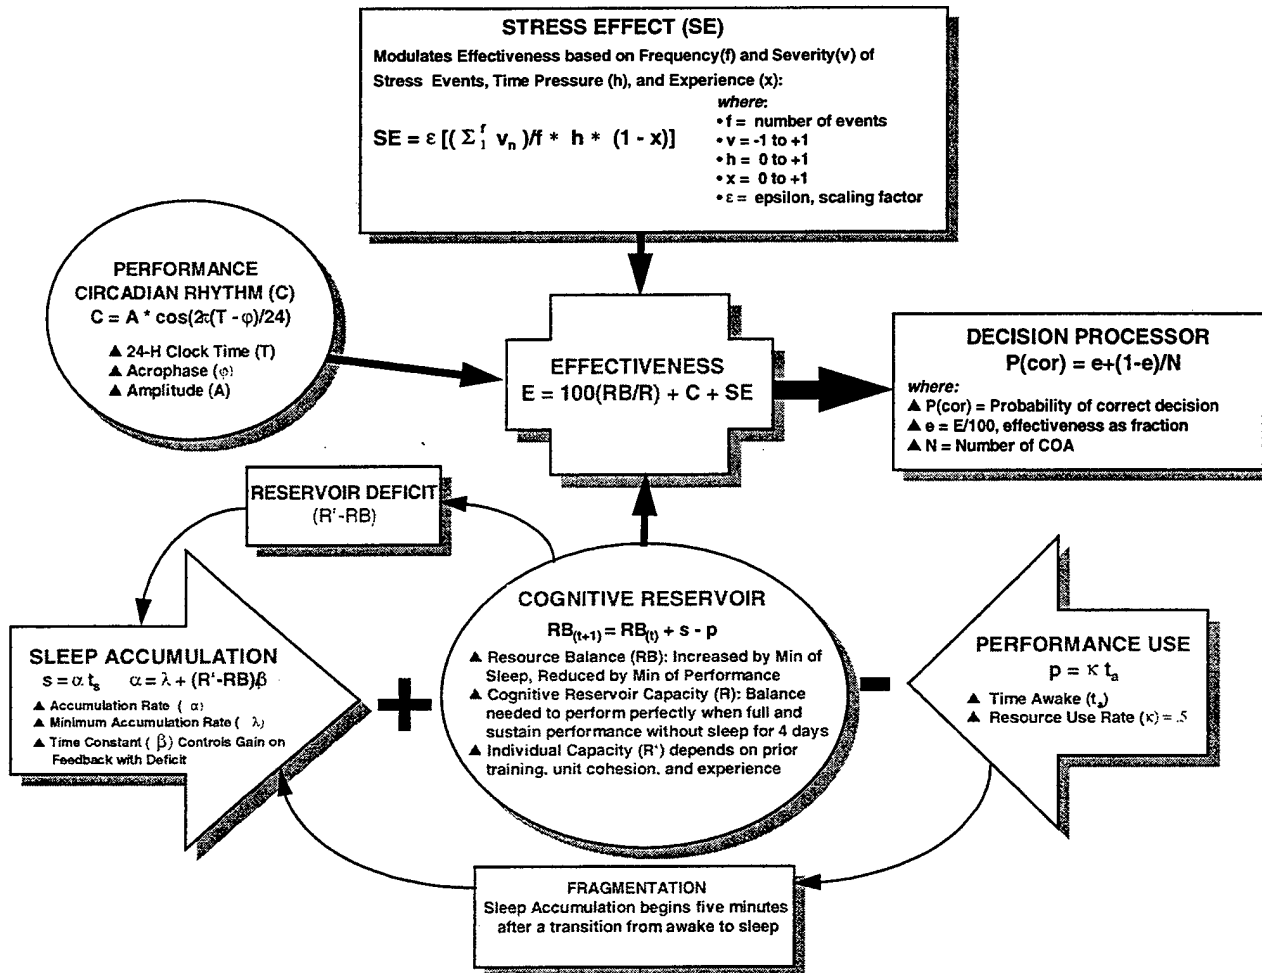 STRESS EFFECT (SE)
Modulates Effectiveness based on Frequency(f) and Severity(v) of
Stress Events, Time Pressure (h), and Experience (x):
where:
• f = number of events
SE = ε [( Σ₁ᶠ vₙ )/f * h * (1 - x)]
• v = -1 to +1
• h = 0 to +1
• x = 0 to +1
• ε = epsilon, scaling factor
PERFORMANCE
CIRCADIAN RHYTHM (C)
C = A * cos(2π(T - φ)/24)
▲ 24-H Clock Time (T)
▲ Acrophase (φ)
▲ Amplitude (A)
EFFECTIVENESS
E = 100(RB/R) + C + SE
DECISION PROCESSOR
P(cor) = e+(1-e)/N
where:
▲ P(cor) = Probability of correct decision
▲ e = E/100, effectiveness as fraction
▲ N = Number of COA
RESERVOIR DEFICIT
(R'-RB)
SLEEP ACCUMULATION
s = α tₛ α = λ + (R'-RB)β
▲ Accumulation Rate ( α)
▲ Minimum Accumulation Rate ( λ)
▲ Time Constant ( β) Controls Gain on
Feedback with Deficit
+
COGNITIVE RESERVOIR
RB₍ₜ₊₁₎ = RB₍ₜ₎ + s - p
▲ Resource Balance (RB): Increased by Min of
Sleep, Reduced by Min of Performance
▲ Cognitive Reservoir Capacity (R): Balance
needed to perform perfectly when full and
sustain performance without sleep for 4 days
▲ Individual Capacity (R') depends on prior
training, unit cohesion, and experience
-
PERFORMANCE USE
p = κ tₐ
▲ Time Awake (tₐ)
▲ Resource Use Rate (κ) = .5
FRAGMENTATION
Sleep Accumulation begins five minutes
after a transition from awake to sleep